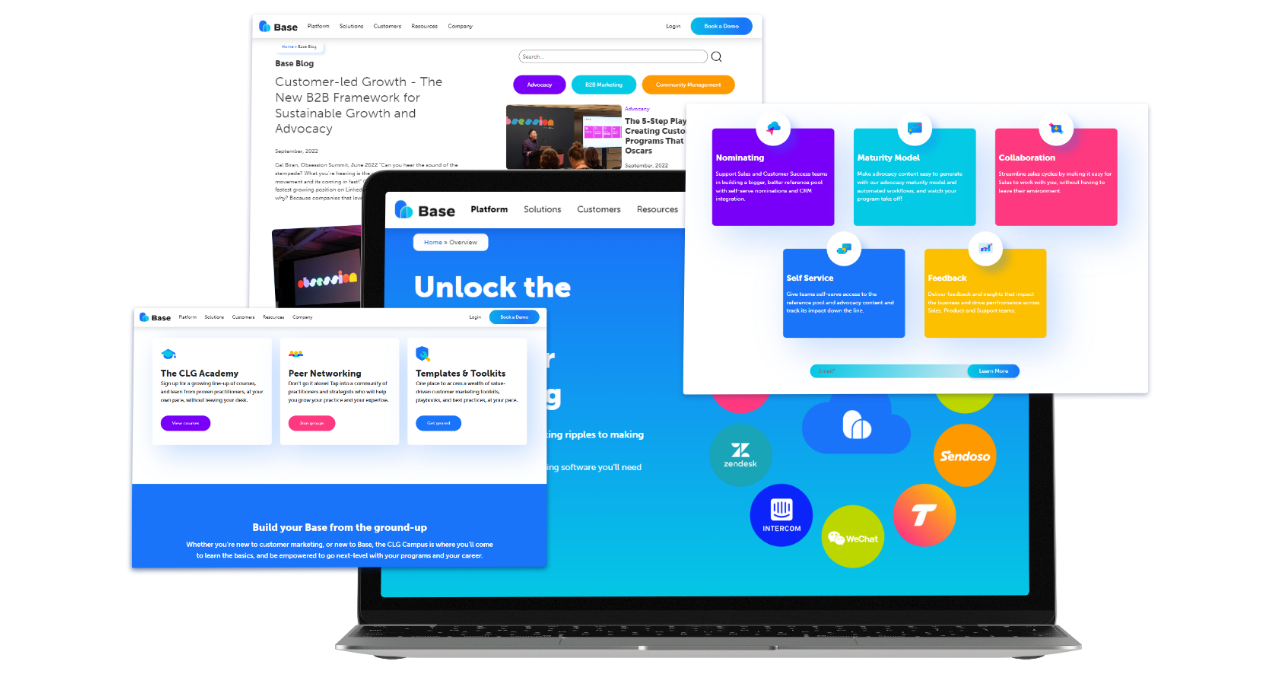 Base
Platform Solutions Customers Resources Company
Login
Book a Demo
Home » Base Blog
Base Blog
Customer-led Growth - The
New B2B Framework for
Sustainable Growth and
Advocacy
September, 2022
Gal Biran, Obsession Summit, June 2022 "Can you hear the sound of the
stampede? What you're hearing is the
movement and its coming at fast!
fastest growing position on Linked
why? Because companies that
Search...
Advocacy
B2B Marketing
Community Management
obsession
Advocacy
The 5-Step Play
Creating Custo
Programs That
Oscars
September, 2022
obsession
Nominating
Support Sales and Customer Success teams
in building a bigger, better reference pool
with self-serve nominations and CRM
integration.
Maturity Model
Make advocacy content easy to generate
with our advocacy maturity model and
automated workflows, and watch your
program take off!
Collaboration
Streamline sales cycles by making it easy for
Sales to work with you, without having to
leave their environment.
Self Service
Give teams self-serve access to the
reference pool and advocacy content and
track its impact down the line.
Feedback
Deliver feedback and insights that impact
the business and drive performance across
Sales, Product and Support teams.
Email*
Learn More
Base
Platform Solutions Customers Resources
Home » Overview
Unlock the
r
g
ting ripples to making
ing software you'll need
zendesk
INTERCOM
WeChat
T
Sendoso
Base
Platform Solutions Customers Resources Company
Login
Book a Demo
The CLG Academy
Sign up for a growing line-up of courses,
and learn from proven practitioners, at your
own pace, without leaving your desk.
View courses
Peer Networking
Don't go it alone! Tap into a community of
practitioners and strategists who will help
you grow your practice and your expertise.
Join groups
Templates & Toolkits
One place to access a wealth of value-
driven customer marketing toolkits,
playbooks, and best practices, at your pace.
Get ground
Build your Base from the ground-up
Whether you're new to customer marketing, or new to Base, the CLG Campus is where you'll come
to learn the basics, and be empowered to go next-level with your programs and your career.